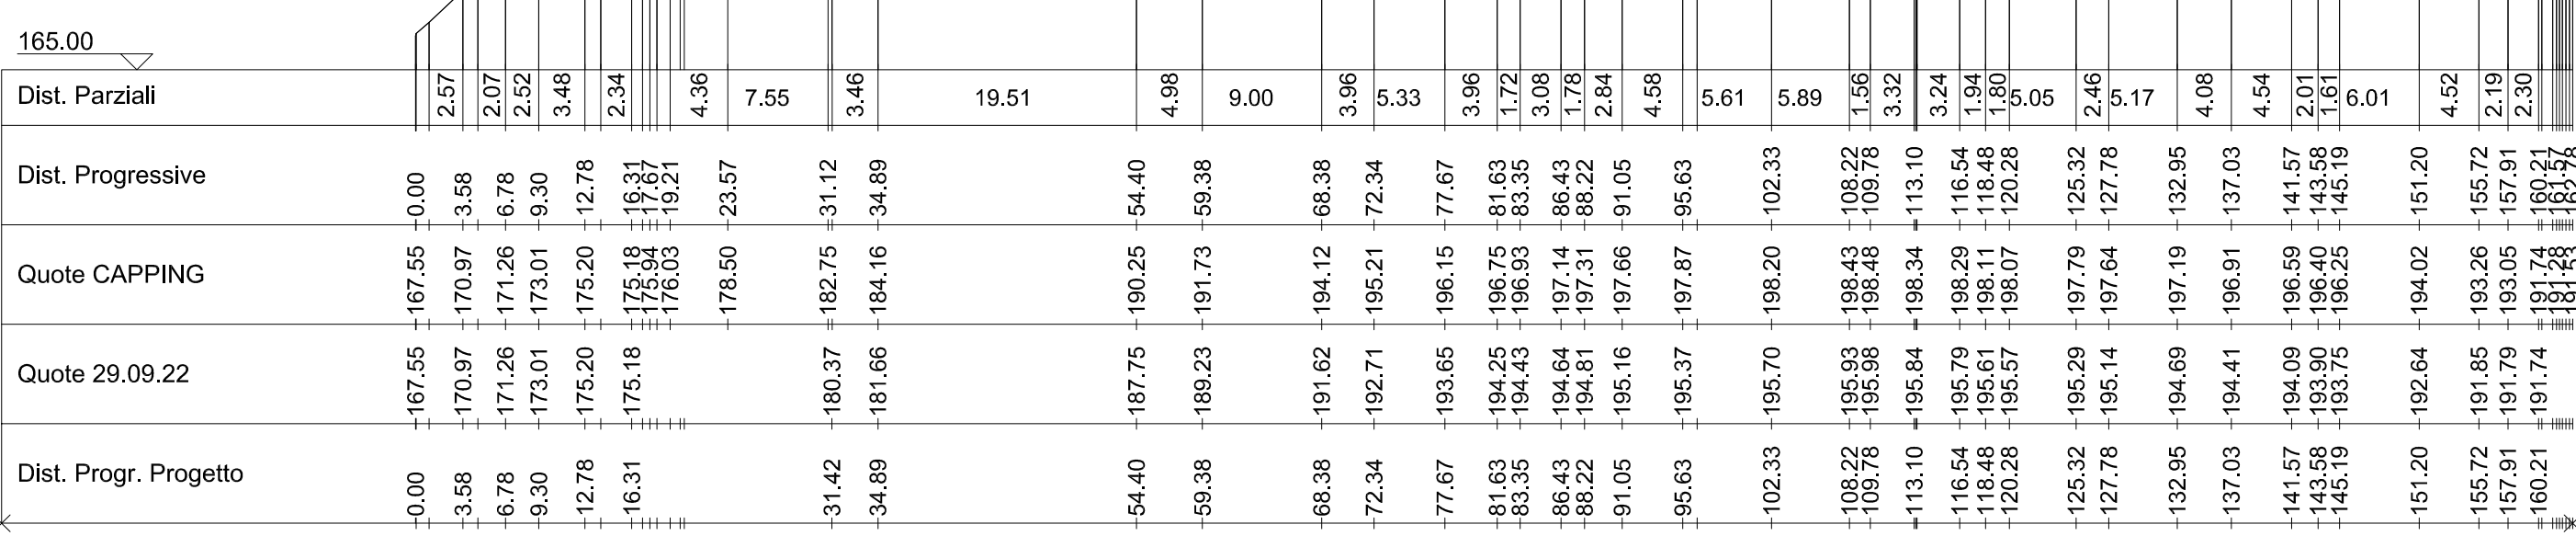 165.00
Dist. Parziali 2.57 2.07 2.52 3.48 2.34 4.36 7.55 3.46 19.51 4.98 9.00 3.96 5.33 3.96 1.72 3.08 1.78 2.84 4.58 5.61 5.89 1.56 3.32 3.24 1.94 1.80 5.05 2.46 5.17 4.08 4.54 2.01 1.61 6.01 4.52 2.19 2.30
Dist. Progressive 0.00 3.58 6.78 9.30 12.78 16.31 17.67 19.21 23.57 31.12 34.89 54.40 59.38 68.38 72.34 77.67 81.63 83.35 86.43 88.22 91.05 95.63 102.33 108.22 109.78 113.10 116.54 118.48 120.28 125.32 127.78 132.95 137.03 141.57 143.58 145.19 151.20 155.72 157.91 160.21 161.57
Quote CAPPING 167.55 170.97 171.26 173.01 175.20 175.18 175.94 176.03 178.50 182.75 184.16 190.25 191.73 194.12 195.21 196.15 196.75 196.93 197.14 197.31 197.66 197.87 198.20 198.43 198.48 198.34 198.29 198.11 198.07 197.79 197.64 197.19 196.91 196.59 196.40 196.25 194.02 193.26 193.05 191.74 191.28
Quote 29.09.22 167.55 170.97 171.26 173.01 175.20 175.18 180.37 181.66 187.75 189.23 191.62 192.71 193.65 194.25 194.43 194.64 194.81 195.16 195.37 195.70 195.93 195.98 195.84 195.79 195.61 195.57 195.29 195.14 194.69 194.41 194.09 193.90 193.75 192.64 191.85 191.79 191.74
Dist. Progr. Progetto 0.00 3.58 6.78 9.30 12.78 16.31 31.42 34.89 54.40 59.38 68.38 72.34 77.67 81.63 83.35 86.43 88.22 91.05 95.63 102.33 108.22 109.78 113.10 116.54 118.48 120.28 125.32 127.78 132.95 137.03 141.57 143.58 145.19 151.20 155.72 157.91 160.21